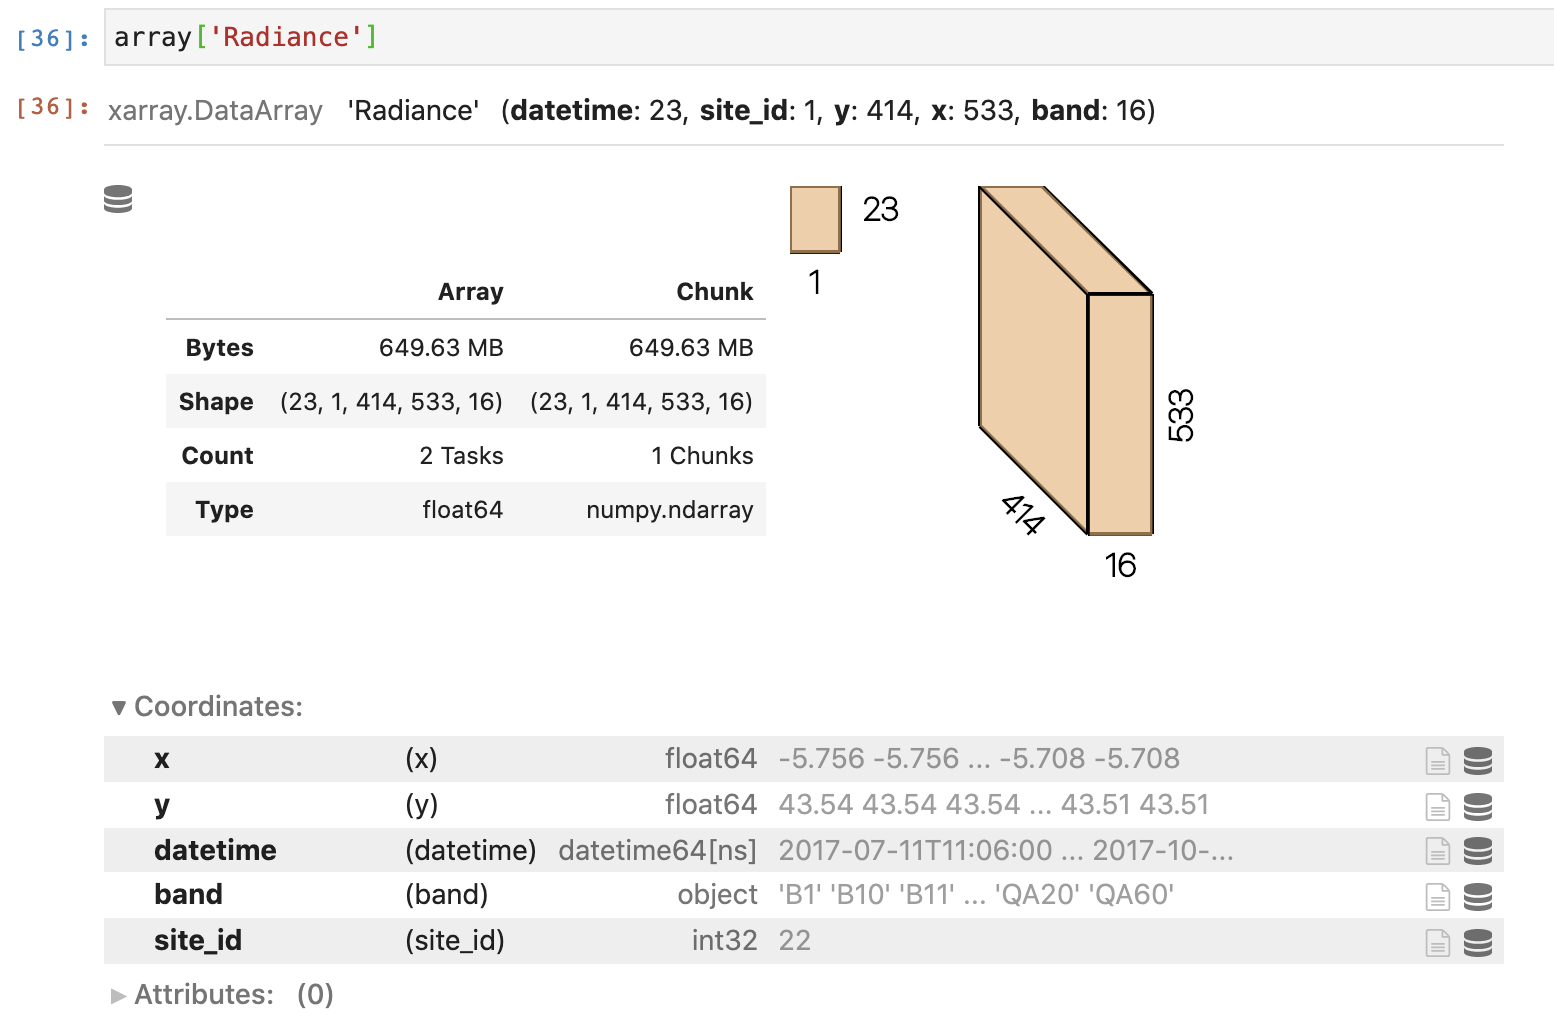 [36]: array['Radiance']
[36]: xarray.DataArray 'Radiance' (datetime: 23, site_id: 1, y: 414, x: 533, band: 16)
Array Chunk
Bytes 649.63 MB 649.63 MB
Shape (23, 1, 414, 533, 16) (23, 1, 414, 533, 16)
Count 2 Tasks 1 Chunks
Type float64 numpy.ndarray
23
1
533
414
16
▼ Coordinates:
x (x) float64 -5.756 -5.756 ... -5.708 -5.708
y (y) float64 43.54 43.54 43.54 ... 43.51 43.51
datetime (datetime) datetime64[ns] 2017-07-11T11:06:00 ... 2017-10-...
band (band) object 'B1' 'B10' 'B11' ... 'QA20' 'QA60'
site_id (site_id) int32 22
► Attributes: (0)